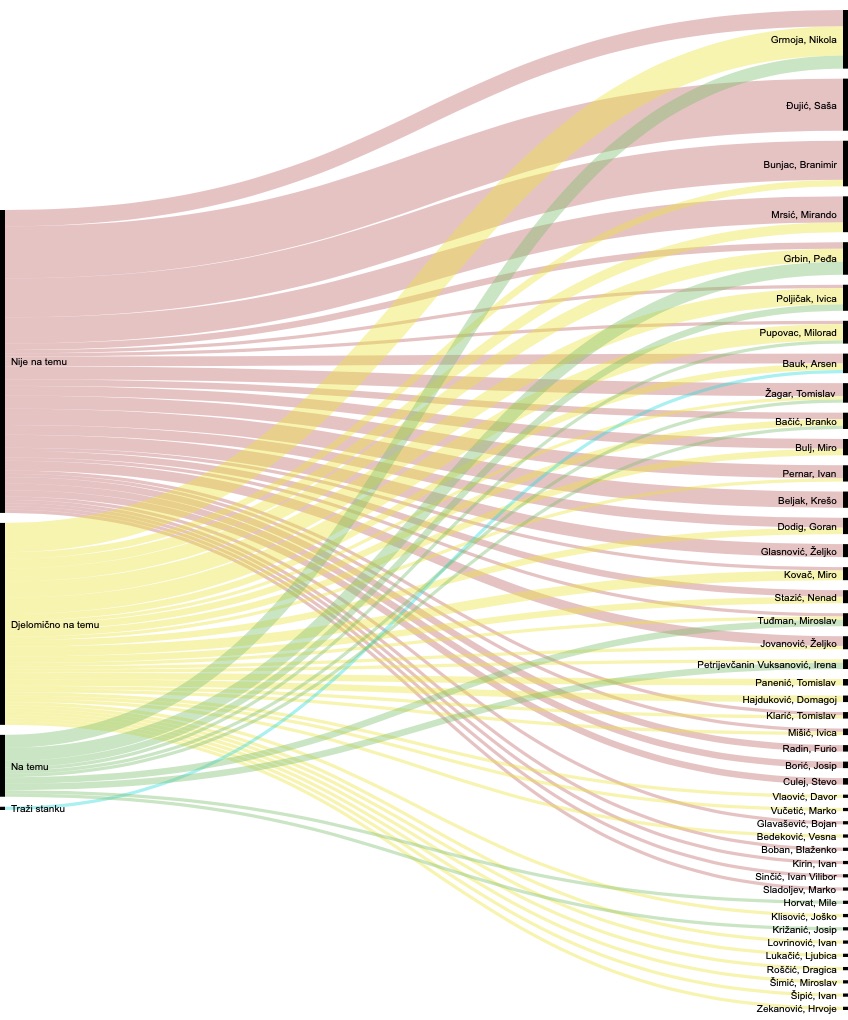 Nije na temu
Djelomično na temu
Na temu
Traži stanku
Grmoja, Nikola
Đujić, Saša
Bunjac, Branimir
Mrsić, Mirando
Grbin, Peđa
Poljičak, Ivica
Pupovac, Milorad
Bauk, Arsen
Žagar, Tomislav
Bačić, Branko
Bulj, Miro
Pernar, Ivan
Beljak, Krešo
Dodig, Goran
Glasnović, Željko
Kovač, Miro
Stazić, Nenad
Tuđman, Miroslav
Jovanović, Željko
Petrijevčanin Vuksanović, Irena
Panenić, Tomislav
Hajduković, Domagoj
Klarić, Tomislav
Mišić, Ivica
Radin, Furio
Borić, Josip
Culej, Stevo
Vlaović, Davor
Vučetić, Marko
Glavašević, Bojan
Bedeković, Vesna
Boban, Blaženko
Kirin, Ivan
Sinčić, Ivan Vilibor
Sladoljev, Marko
Horvat, Mile
Klisović, Joško
Križanić, Josip
Lovrinović, Ivan
Lukačić, Ljubica
Roščić, Dragica
Šimić, Miroslav
Šipić, Ivan
Zekanović, Hrvoje